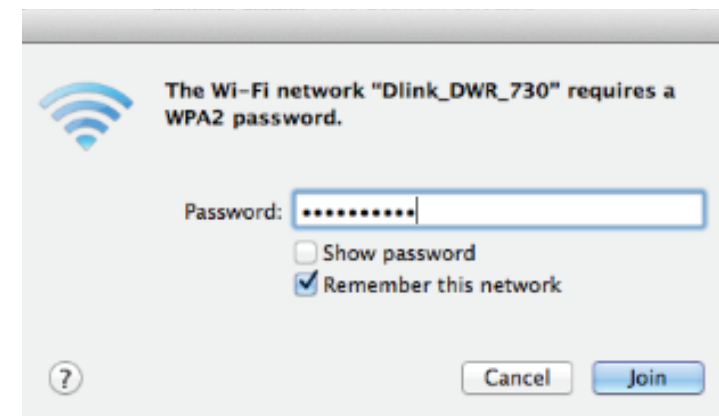 The Wi-Fi network "Dlink_DWR_730" requires a
WPA2 password.
Password: ••••••••••
Show password
Remember this network
? Cancel Join